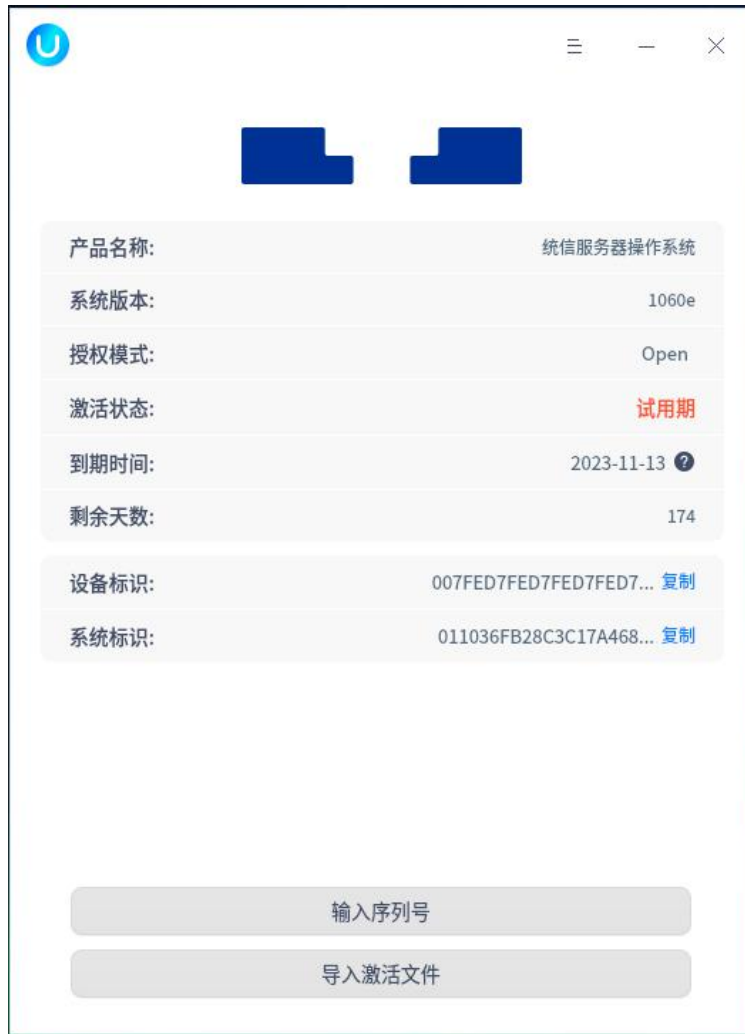 产品名称: 统信服务器操作系统
系统版本: 1060e
授权模式: Open
激活状态: 试用期
到期时间: 2023-11-13 ?
剩余天数: 174
设备标识: 007FED7FED7FED7FED7... 复制
系统标识: 011036FB28C3C17A468... 复制
输入序列号
导入激活文件